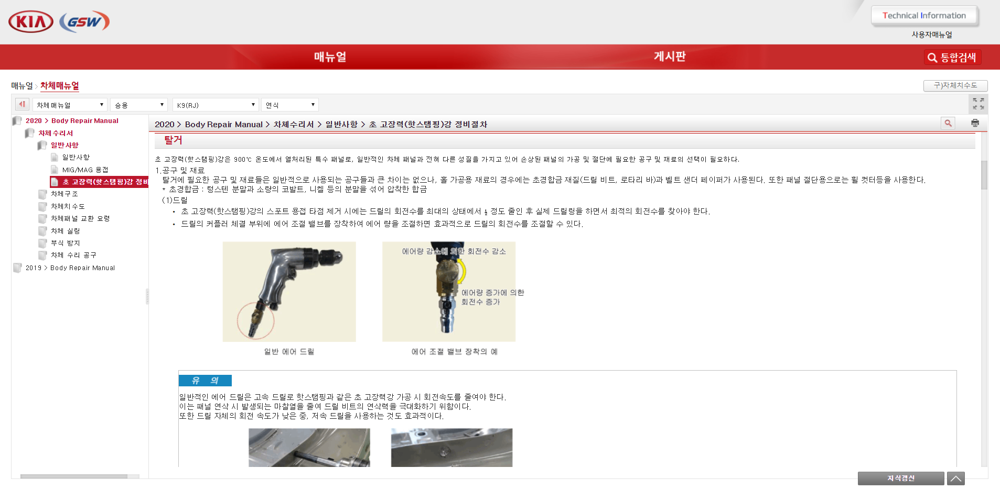 KIA GSW
Technical Information
사용자매뉴얼
매뉴얼
게시판
통합검색
매뉴얼 > 차체매뉴얼
구)차체치수도
차체매뉴얼
승용
K9(RJ)
연식
2020 > Body Repair Manual
차체수리서
일반사항
일반사항
MIG/MAG 용접
초 고장력(핫스탬핑)강 정비
차체구조
차체치수도
차체패널 교환 요령
차체 실링
부식 방지
차체 수리 공구
2019 > Body Repair Manual
2020 > Body Repair Manual > 차체수리서 > 일반사항 > 초 고장력(핫스탬핑)강 정비절차
탈거
초 고장력(핫스탬핑)강은 900℃ 온도에서 열처리된 특수 패널로, 일반적인 차체 패널과 전혀 다른 성질을 가지고 있어 손상된 패널의 가공 및 절단에 필요한 공구 및 재료의 선택이 필요하다.
1.공구 및 재료
탈거에 필요한 공구 및 재료들은 일반적으로 사용되는 공구들과 큰 차이는 없으나, 홀 가공용 재료의 경우에는 초경합금 재질(드릴 비트, 로타리 바)과 벨트 샌더 페이퍼가 사용된다. 또한 패널 절단용으로는 휠 컷터등을 사용한다.
* 초경합금 : 텅스텐 분말과 소량의 코발트, 니켈 등의 분말을 섞어 압착한 합금
(1)드릴
• 초 고장력(핫스탬핑)강의 스포트 용접 타점 제거 시에는 드릴의 회전수를 최대의 상태에서 ½ 정도 줄인 후 실제 드릴링을 하면서 최적의 회전수를 찾아야 한다.
• 드릴의 커플러 체결 부위에 에어 조절 밸브를 장착하여 에어 량을 조절하면 효과적으로 드릴의 회전수를 조절할 수 있다.
에어량 감소에 의한 회전수 감소
에어량 증가에 의한
회전수 증가
일반 에어 드릴
에어 조절 밸브 장착의 예
유 의
일반적인 에어 드릴은 고속 드릴로 핫스탬핑과 같은 초 고장력강 가공 시 회전속도를 줄여야 한다.
이는 패널 연삭 시 발생되는 마찰열을 줄여 드릴 비트의 연삭력을 극대화하기 위함이다.
또한 드릴 자체의 회전 속도가 낮은 중, 저속 드릴을 사용하는 것도 효과적이다.
지식갱신